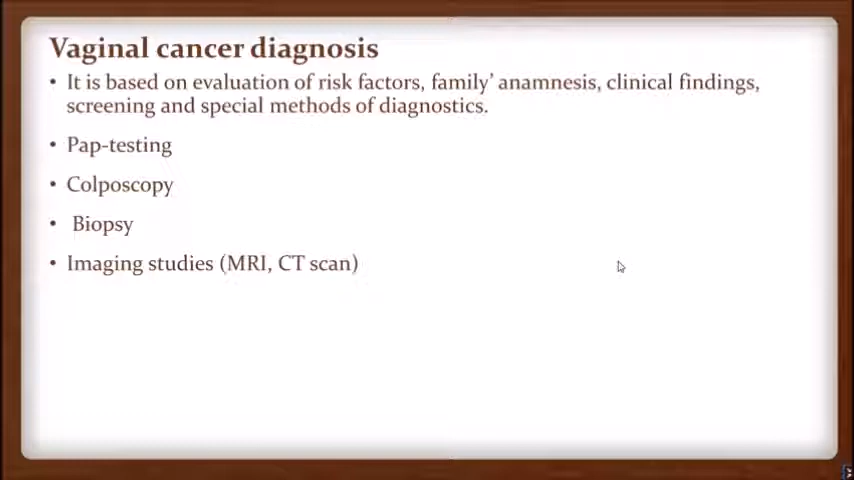 Vaginal cancer diagnosis
• It is based on evaluation of risk factors, family’ anamnesis, clinical findings,
screening and special methods of diagnostics.
• Pap-testing
• Colposcopy
• Biopsy
• Imaging studies (MRI, CT scan)